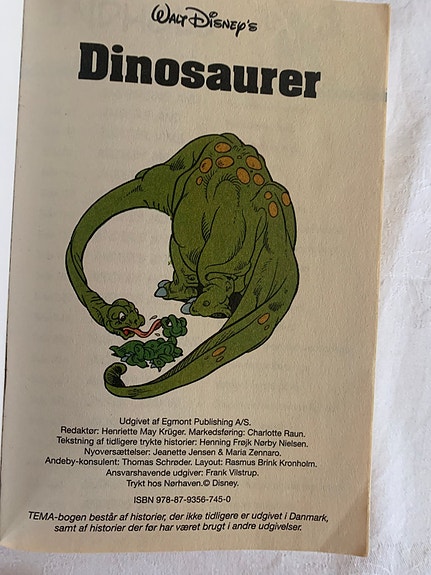 Walt Disney's
Dinosaurer
Udgivet af Egmont Publishing A/S.
Redaktør: Henriette May Krüger. Markedsføring: Charlotte Raun.
Tekstning af tidligere trykte historier: Henning Frøjk Nørby Nielsen.
Nyoversættelser: Jeanette Jensen & Maria Zennaro.
Andeby-konsulent: Thomas Schrøder. Layout: Rasmus Brink Kronholm.
Ansvarshavende udgiver: Frank Vilstrup.
Trykt hos Nørhaven.© Disney.
ISBN 978-87-9356-745-0
TEMA-bogen består af historier, der ikke tidligere er udgivet i Danmark,
samt af historier der før har været brugt i andre udgivelser.